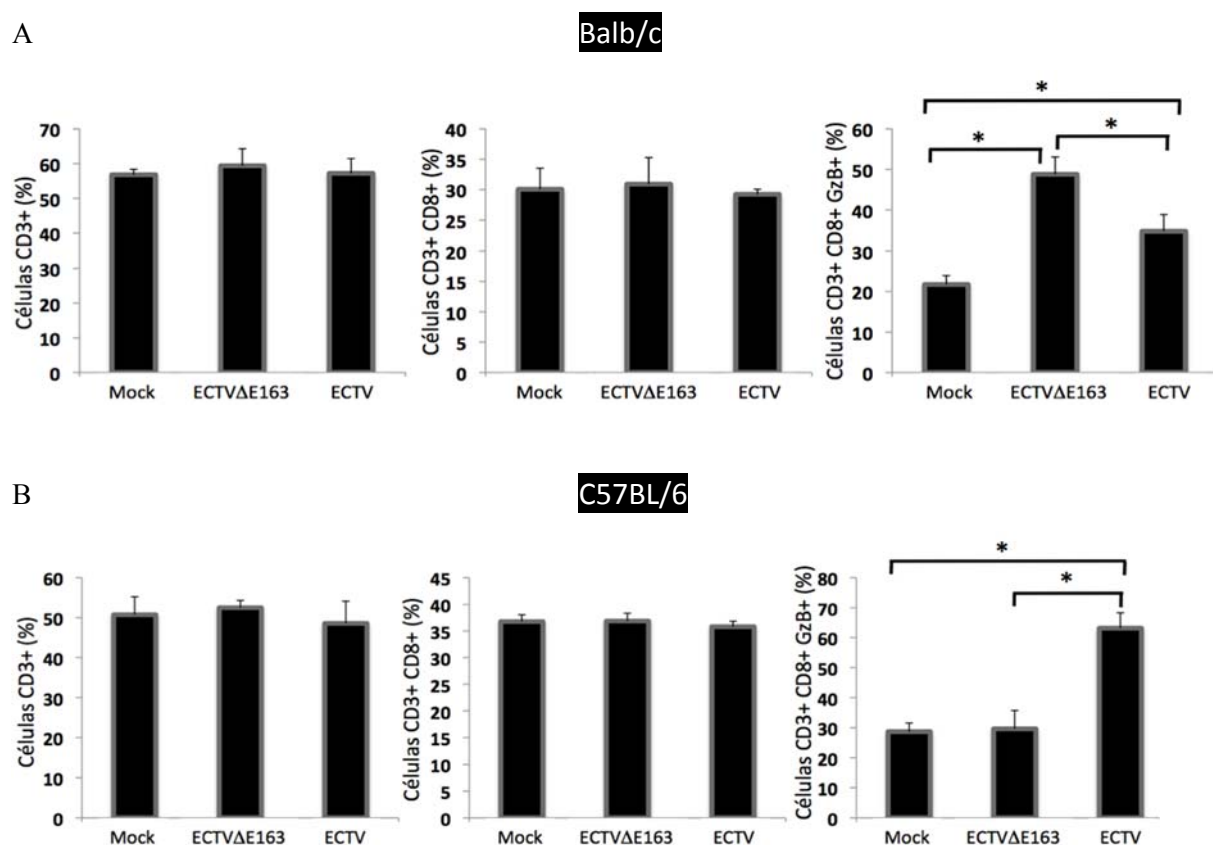 A
Balb/c
Células CD3+ (%)
70
60
50
40
30
20
10
0
Mock
ECTVΔE163
ECTV
Células CD3+ CD8+ (%)
40
35
30
25
20
15
10
5
0
Mock
ECTVΔE163
ECTV
Células CD3+ CD8+ GzB+ (%)
60
50
40
30
20
10
0
*
*
*
Mock
ECTVΔE163
ECTV
B
C57BL/6
Células CD3+ (%)
60
50
40
30
20
10
0
Mock
ECTVΔE163
ECTV
Células CD3+ CD8+ (%)
45
40
35
30
25
20
15
10
5
0
Mock
ECTVΔE163
ECTV
Células CD3+ CD8+ GzB+ (%)
80
70
60
50
40
30
20
10
0
*
*
Mock
ECTVΔE163
ECTV